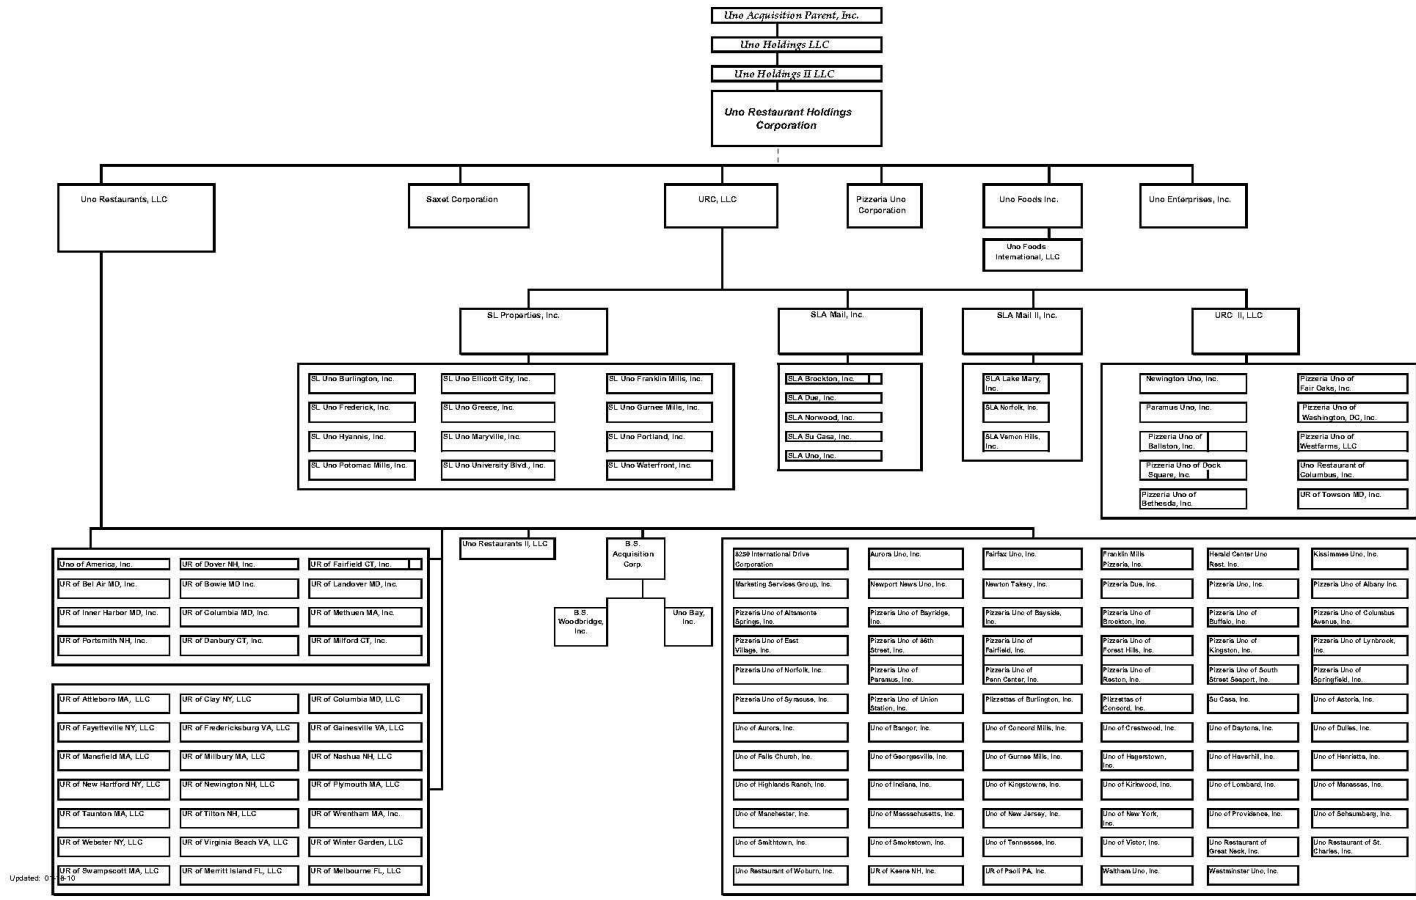 Uno Acquisition Parent, Inc.
Uno Holdings LLC
Uno Holdings II LLC
Uno Restaurant Holdings
Corporation
Uno Restaurants, LLC
Saxet Corporation
URC, LLC
Pizzeria Uno
Corporation
Uno Foods Inc.
Uno Enterprises, Inc.
Uno Foods
International, LLC
SL Properties, Inc.
SLA Mail, Inc.
SLA Mail II, Inc.
URC II, LLC
SL Uno Burlington, Inc.
SL Uno Ellicott City, Inc.
SL Uno Franklin Mills, Inc.
SL Uno Frederick, Inc.
SL Uno Greece, Inc.
SL Uno Gurnee Mills, Inc.
SL Uno Hyannis, Inc.
SL Uno Maryville, Inc.
SL Uno Portland, Inc.
SL Uno Potomac Mills, Inc.
SL Uno University Blvd., Inc.
SL Uno Waterfront, Inc.
SLA Brockton, Inc.
SLA Due, Inc.
SLA Norwood, Inc.
SLA Su Casa, Inc.
SLA Uno, Inc.
SLA Lake Mary,
Inc.
SLA Norfolk, Inc.
SLA Vernon Hills,
Inc.
Newington Uno, Inc.
Pizzeria Uno of
Fair Oaks, Inc.
Paramus Uno, Inc.
Pizzeria Uno of
Washington, DC, Inc.
Pizzeria Uno of
Ballston, Inc.
Pizzeria Uno of
Westfarms, LLC
Pizzeria Uno of Dock
Square, Inc.
Uno Restaurant of
Columbus, Inc.
Pizzeria Uno of
Bethesda, Inc.
UR of Towson MD, Inc.
Uno Restaurants II, LLC
B.S.
Acquisition
Corp.
B.S.
Woodbridge,
Inc.
Uno Bay,
Inc.
Uno of America, Inc.
UR of Dover NH, Inc.
UR of Fairfield CT, Inc.
UR of Bel Air MD, Inc.
UR of Bowie MD Inc.
UR of Landover MD, Inc.
UR of Inner Harbor MD, Inc.
UR of Columbia MD, Inc.
UR of Methuen MA, Inc.
UR of Portsmith NH, Inc.
UR of Danbury CT, Inc.
UR of Milford CT, Inc.
UR of Attleboro MA, LLC
UR of Clay NY, LLC
UR of Columbia MD, LLC
UR of Fayetteville NY, LLC
UR of Fredericksburg VA, LLC
UR of Gainesville VA, LLC
UR of Mansfield MA, LLC
UR of Millbury MA, LLC
UR of Nashua NH, LLC
UR of New Hartford NY, LLC
UR of Newington NH, LLC
UR of Plymouth MA, LLC
UR of Taunton MA, LLC
UR of Tilton NH, LLC
UR of Wrentham MA, Inc.
UR of Webster NY, LLC
UR of Virginia Beach VA, LLC
UR of Winter Garden, LLC
UR of Swampscott MA, LLC
UR of Merritt Island FL, LLC
UR of Melbourne FL, LLC
8250 International Drive
Corporation
Aurora Uno, Inc.
Fairfax Uno, Inc.
Franklin Mills
Pizzeria, Inc.
Herald Center Uno
Rest. Inc.
Kissimmee Uno, Inc.
Marketing Services Group, Inc.
Newport News Uno, Inc.
Newton Takery, Inc.
Pizzeria Due, Inc.
Pizzeria Uno, Inc.
Pizzeria Uno of Albany Inc.
Pizzeria Uno of Altamonte
Springs, Inc.
Pizzeria Uno of Bayridge,
Inc.
Pizzeria Uno of Bayside,
Inc.
Pizzeria Uno of
Brockton, Inc.
Pizzeria Uno of
Buffalo, Inc.
Pizzeria Uno of Columbus
Avenue, Inc.
Pizzeria Uno of East
Village, Inc.
Pizzeria Uno of 86th
Street, Inc.
Pizzeria Uno of
Fairfield, Inc.
Pizzeria Uno of
Forest Hills, Inc.
Pizzeria Uno of
Kingston, Inc.
Pizzeria Uno of Lynbrook,
Inc.
Pizzeria Uno of Norfolk, Inc.
Pizzeria Uno of
Paramus, Inc.
Pizzeria Uno of
Penn Center, Inc.
Pizzeria Uno of
Reston, Inc.
Pizzeria Uno of South
Street Seaport, Inc.
Pizzeria Uno of
Springfield, Inc.
Pizzeria Uno of Syracuse, Inc.
Pizzeria Uno of Union
Station, Inc.
Pizzettas of Burlington, Inc.
Pizzettas of
Concord, Inc.
Su Casa, Inc.
Uno of Astoria, Inc.
Uno of Aurora, Inc.
Uno of Bangor, Inc.
Uno of Concord Mills, Inc.
Uno of Crestwood, Inc.
Uno of Daytona, Inc.
Uno of Dulles, Inc.
Uno of Falls Church, Inc.
Uno of Georgesville, Inc.
Uno of Gurnee Mills, Inc.
Uno of Hagerstown,
Inc.
Uno of Haverhill, Inc.
Uno of Henrietta, Inc.
Uno of Highlands Ranch, Inc.
Uno of Indiana, Inc.
Uno of Kingstowne, Inc.
Uno of Kirkwood, Inc.
Uno of Lombard, Inc.
Uno of Manassas, Inc.
Uno of Manchester, Inc.
Uno of Massachusetts, Inc.
Uno of New Jersey, Inc.
Uno of New York,
Inc.
Uno of Providence, Inc.
Uno of Schaumberg, Inc.
Uno of Smithtown, Inc.
Uno of Smoketown, Inc.
Uno of Tennessee, Inc.
Uno of Victor, Inc.
Uno Restaurant of
Great Neck, Inc.
Uno Restaurant of St.
Charles, Inc.
Uno Restaurant of Woburn, Inc.
UR of Keene NH, Inc.
UR of Paoli PA, Inc.
Waltham Uno, Inc.
Westminster Uno, Inc.
Updated: